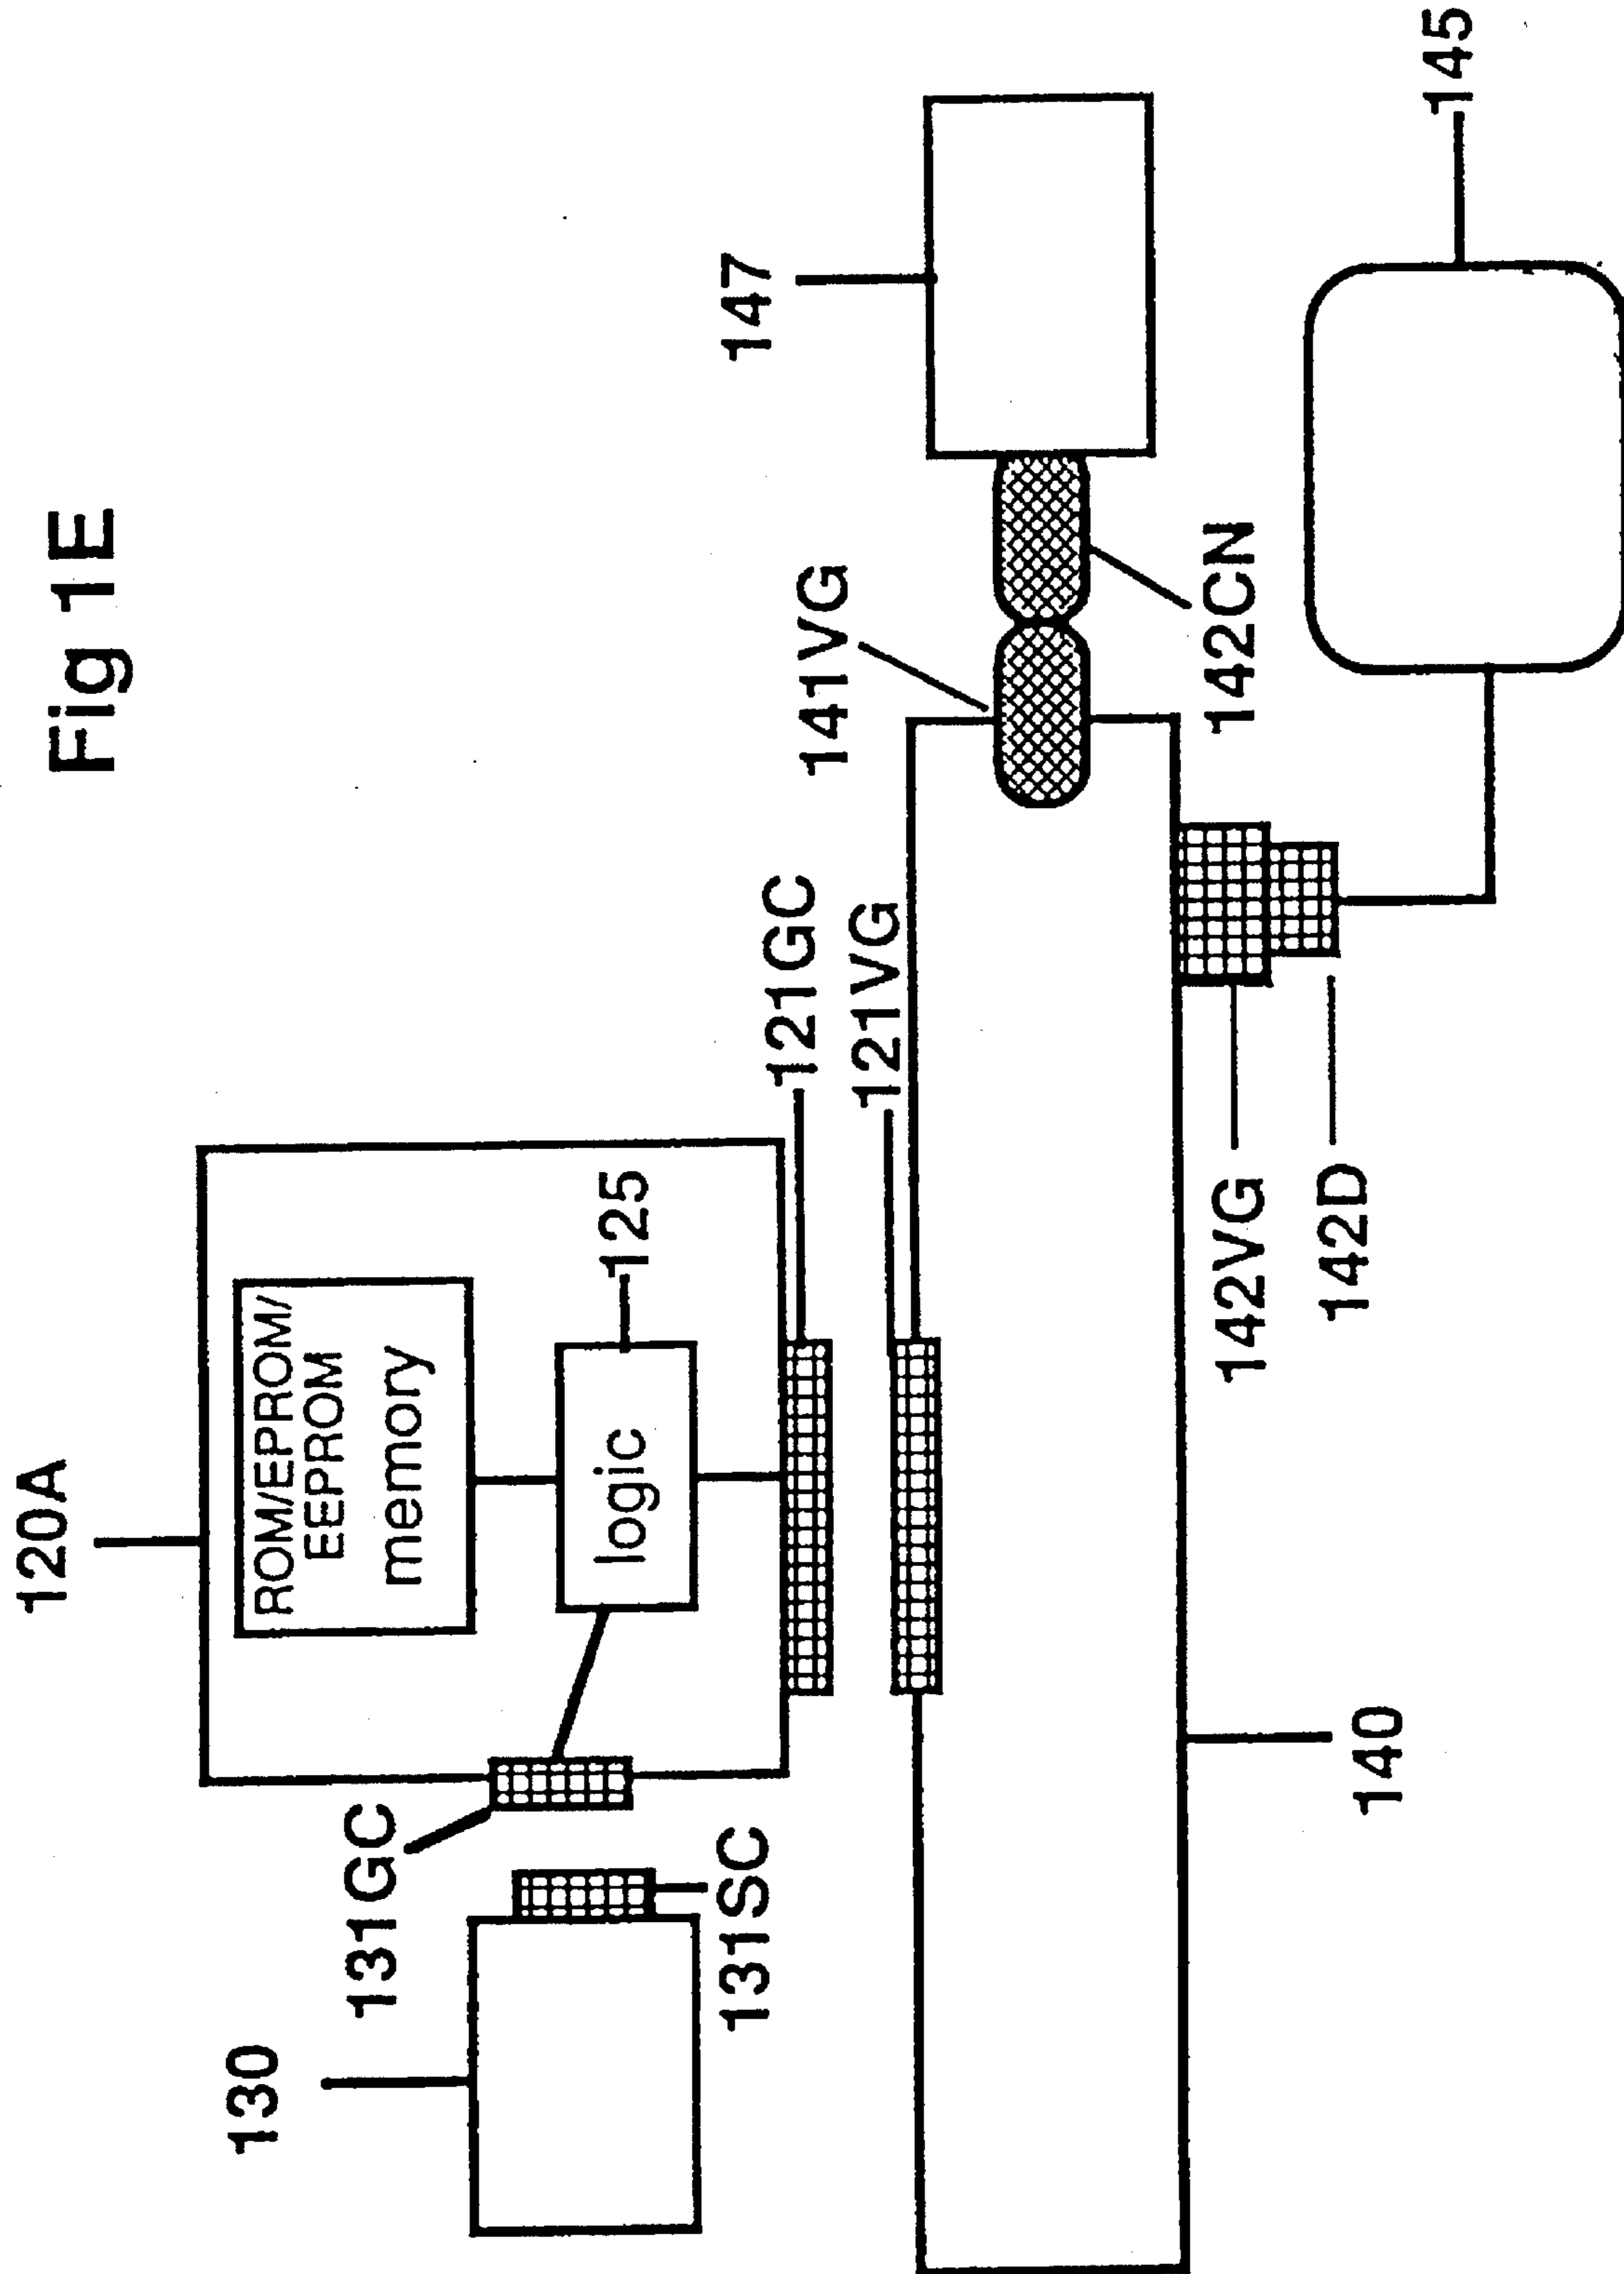 Fig 1E
120A
ROM/EPROM/
EEPROM
memory
logic
125
130
131GC
131SC
121GC
121VG
147
141VG
142CN
142VG
142D
140
145